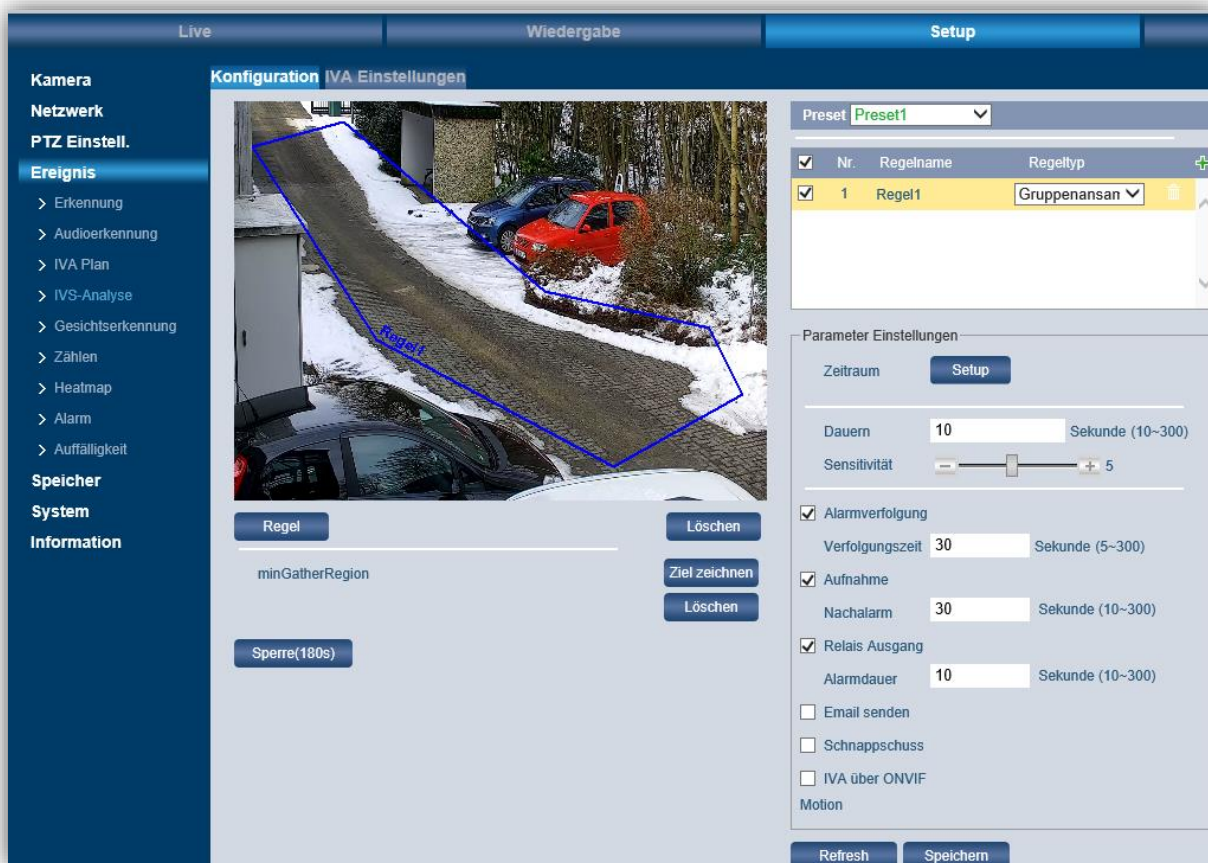 Live Wiedergabe Setup
Kamera
Netzwerk
PTZ Einstell.
Ereignis
Erkennung
Audioerkennung
IVA Plan
IVS-Analyse
Gesichtserkennung
Zählen
Heatmap
Alarm
Auffälligkeit
Speicher
System
Information
Konfiguration IVA Einstellungen
Regel1
Regel Löschen
minGatherRegion Ziel zeichnen
Löschen
Sperre(180s)
Preset Preset1
Nr. Regelname Regeltyp
1 Regel1 Gruppenansan
Parameter Einstellungen
Zeitraum Setup
Dauern 10 Sekunde (10~300)
Sensitivität 5
Alarmverfolgung
Verfolgungszeit 30 Sekunde (5~300)
Aufnahme
Nachalarm 30 Sekunde (10~300)
Relais Ausgang
Alarmdauer 10 Sekunde (10~300)
Email senden
Schnappschuss
IVA über ONVIF
Motion
Refresh Speichern